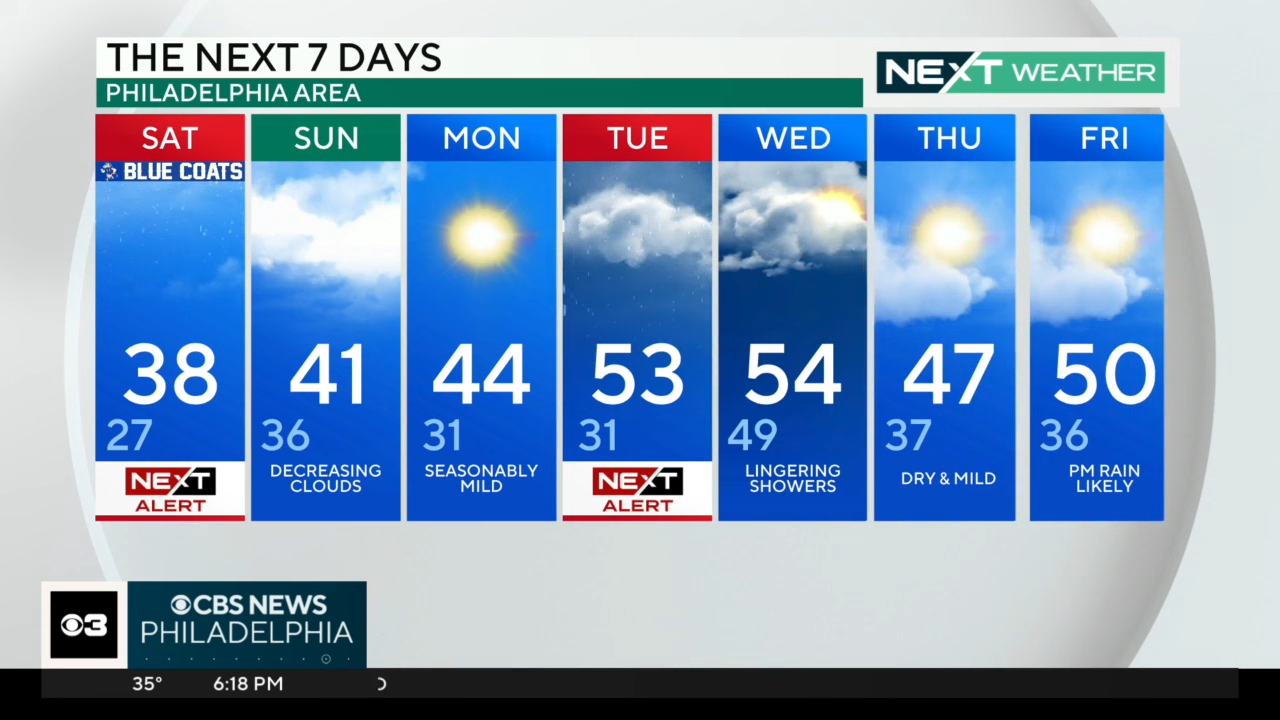 THE NEXT 7 DAYS
PHILADELPHIA AREA
NEXT WEATHER
SAT
BLUE COATS
38
27
NEXT
ALERT
SUN
41
36
DECREASING
CLOUDS
MON
44
31
SEASONABLY
MILD
TUE
53
31
NEXT
ALERT
WED
54
49
LINGERING
SHOWERS
THU
47
37
DRY & MILD
FRI
50
36
PM RAIN
LIKELY
3
CBS NEWS
PHILADELPHIA
35° 6:18 PM